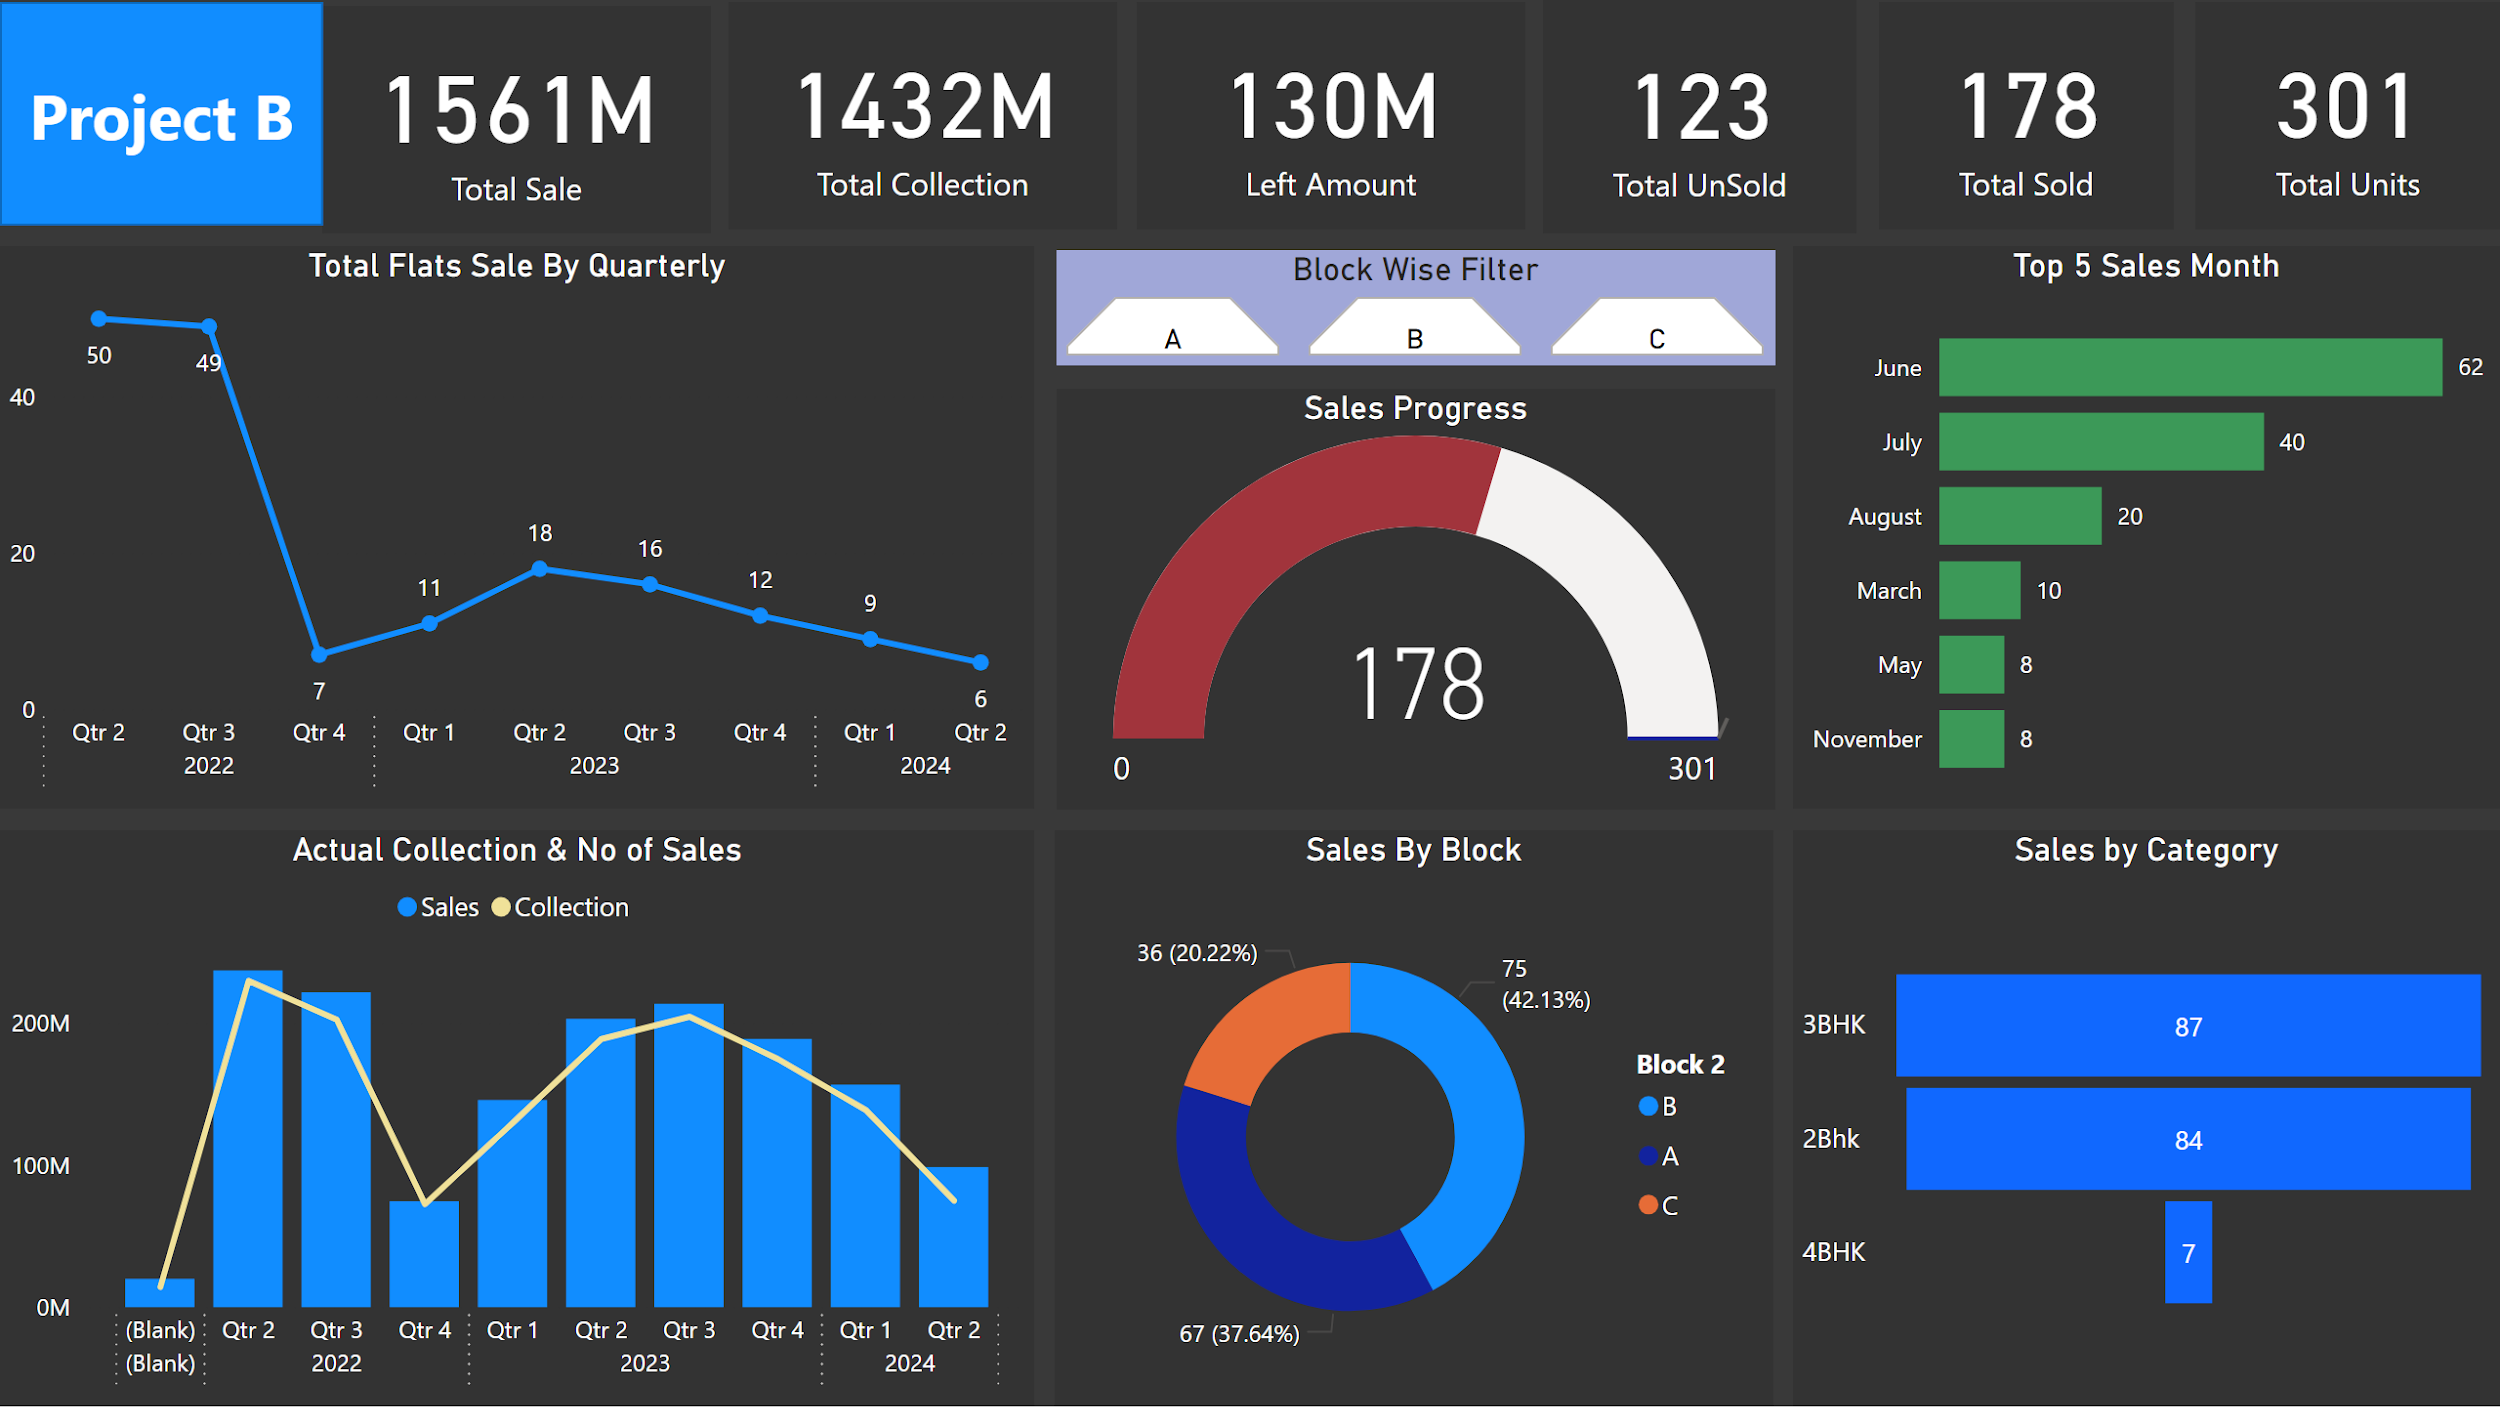 Project B
1561M
Total Sale
1432M
Total Collection
130M
Left Amount
123
Total UnSold
178
Total Sold
301
Total Units
Total Flats Sale By Quarterly
50
49
7
11
18
16
12
9
6
40
20
0
Qtr 2 Qtr 3 Qtr 4 Qtr 1 Qtr 2 Qtr 3 Qtr 4 Qtr 1 Qtr 2
2022 2023 2024
Block Wise Filter
A B C
Sales Progress
178
0 301
Top 5 Sales Month
June 62
July 40
August 20
March 10
May 8
November 8
Actual Collection & No of Sales
Sales Collection
200M
100M
0M
(Blank) Qtr 2 Qtr 3 Qtr 4 Qtr 1 Qtr 2 Qtr 3 Qtr 4 Qtr 1 Qtr 2
(Blank) 2022 2023 2024
Sales By Block
36 (20.22%)
75
(42.13%)
67 (37.64%)
Block 2
B
A
C
Sales by Category
3BHK 87
2Bhk 84
4BHK 7